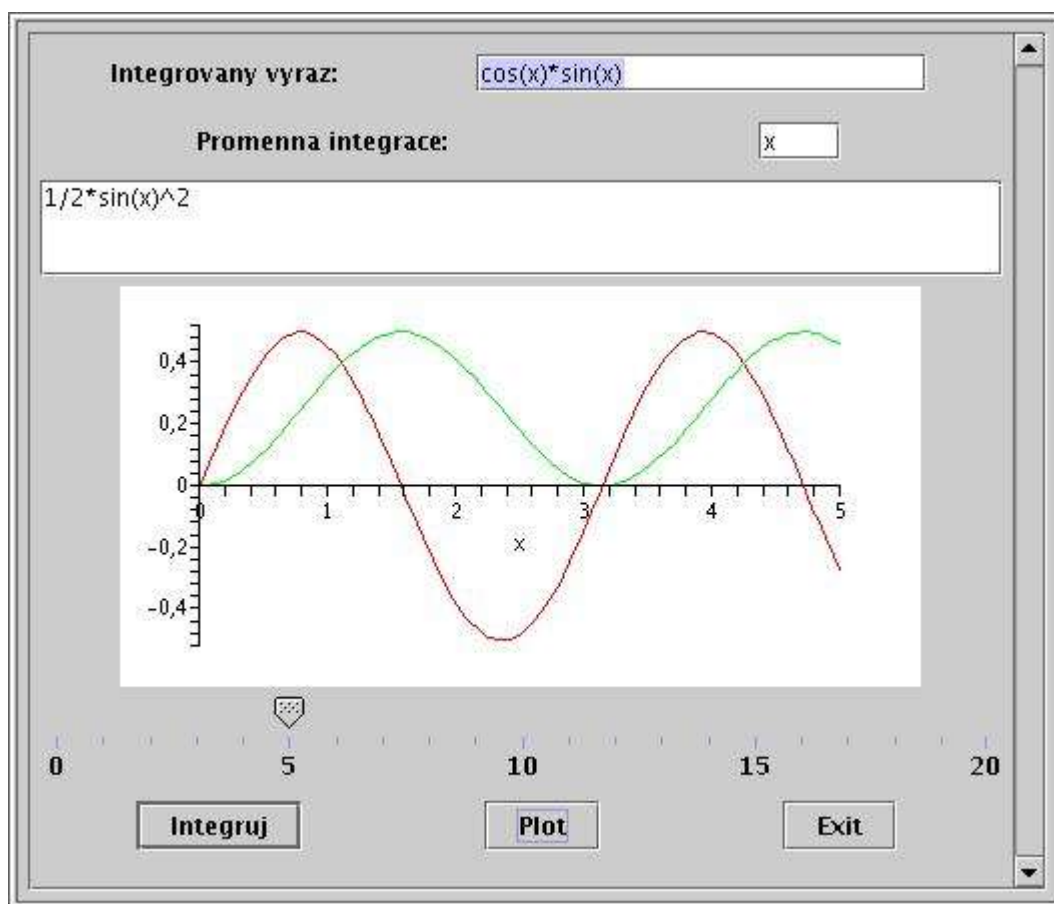 Integrovany vyraz: cos(x)*sin(x)
Promenna integrace: x
1/2*sin(x)^2
0,4
0,2
0
0 1 2 3 4 5
x
-0,2
-0,4
0 5 10 15 20
Integruj Plot Exit